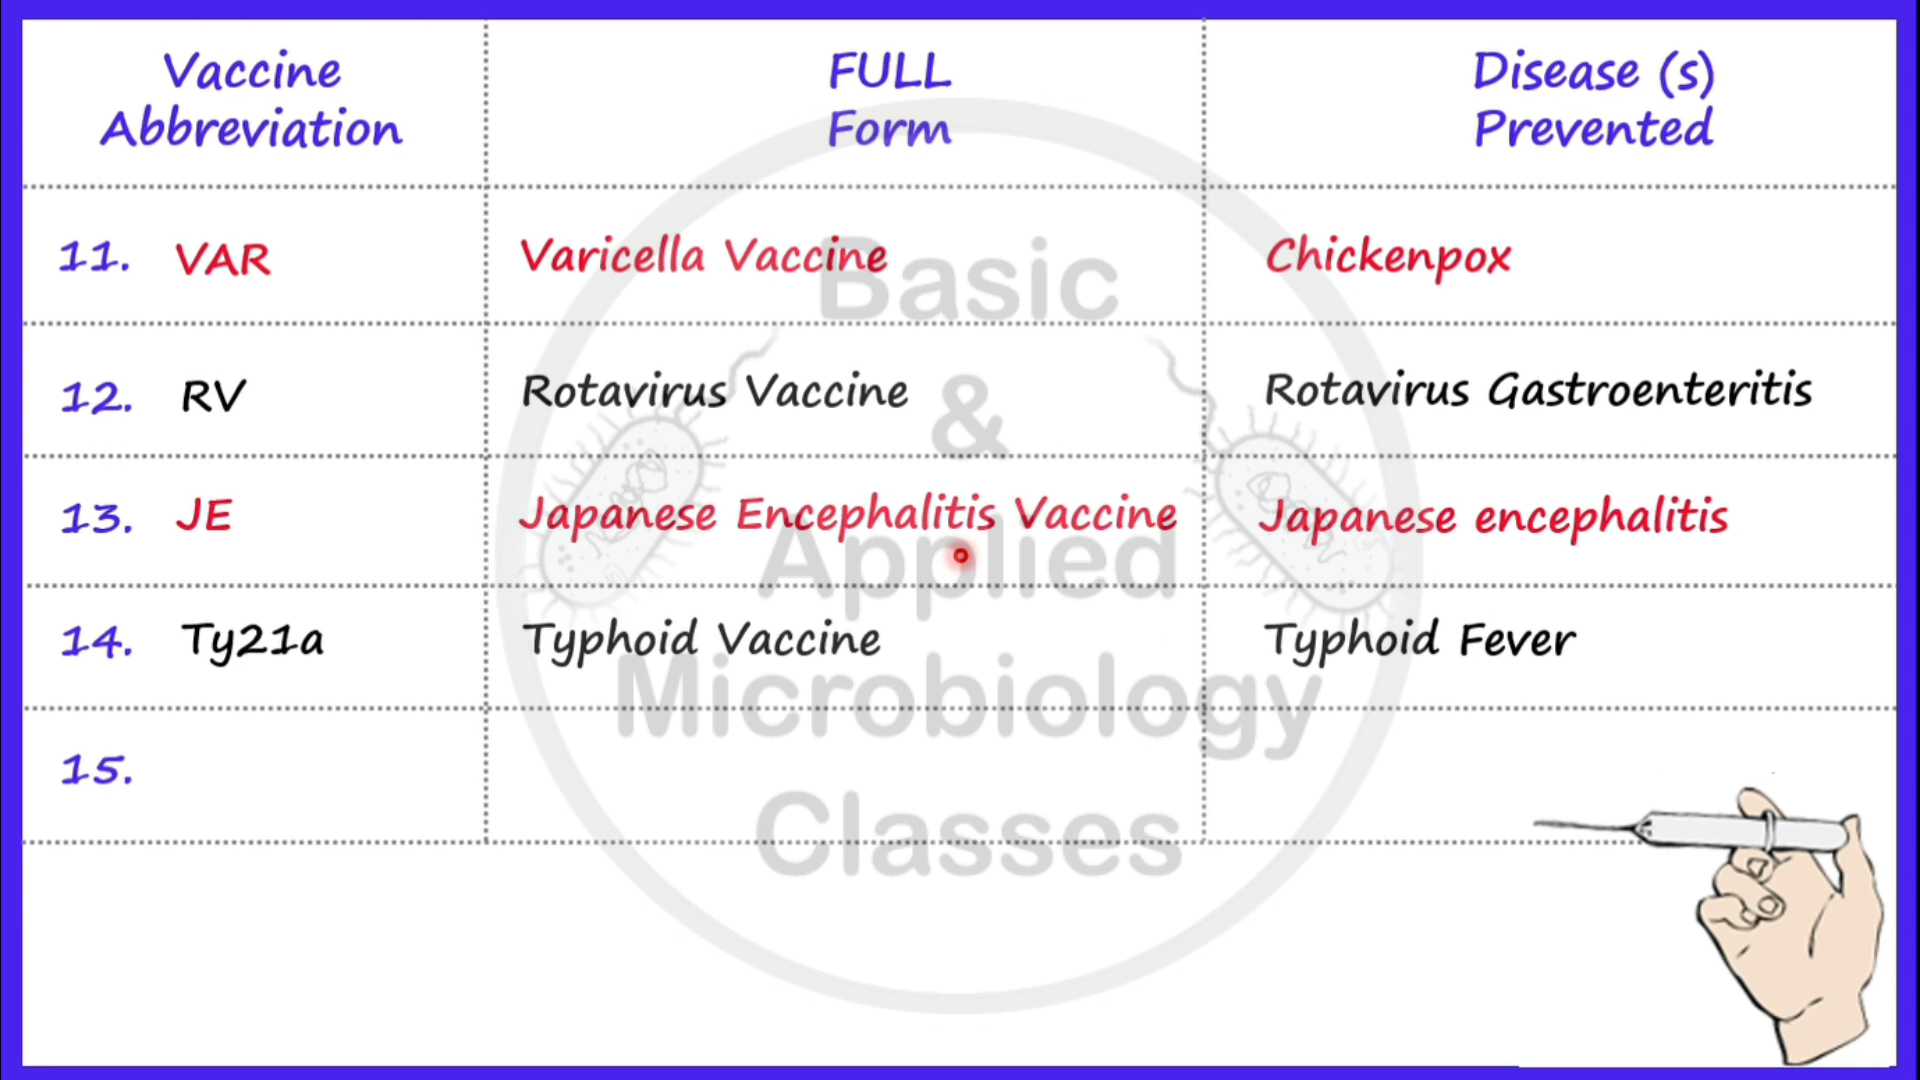 Vaccine
Abbreviation
FULL
Form
Disease (s)
Prevented
11. VAR Varicella Vaccine Chickenpox
12. RV Rotavirus Vaccine Rotavirus Gastroenteritis
13. JE Japanese Encephalitis Vaccine Japanese encephalitis
14. Ty21a Typhoid Vaccine Typhoid Fever
15.
Basic
&
Applied
Microbiology
Classes